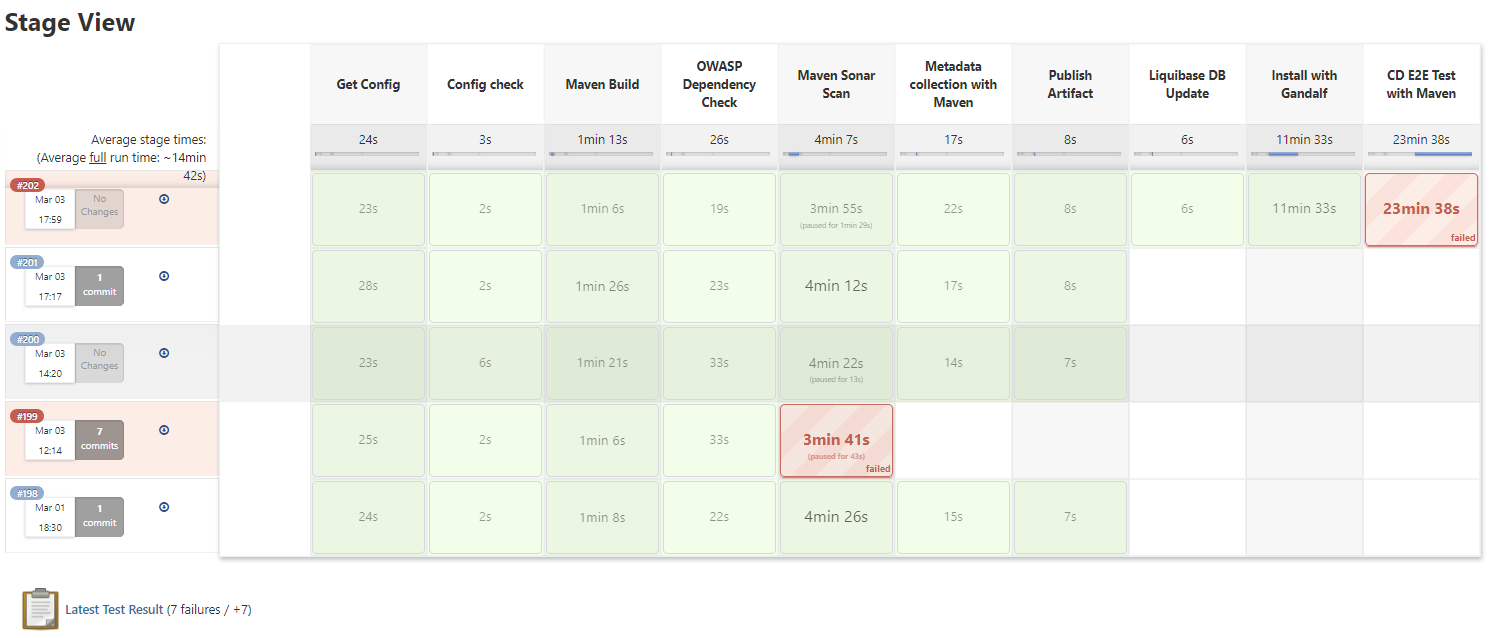 Stage View
Get Config
Config check
Maven Build
OWASP
Dependency
Check
Maven Sonar
Scan
Metadata
collection with
Maven
Publish
Artifact
Liquibase DB
Update
Install with
Gandalf
CD E2E Test
with Maven
Average stage times:
(Average full run time: ~14min
42s)
24s
3s
1min 13s
26s
4min 7s
17s
8s
6s
11min 33s
23min 38s
#202
Mar 03
17:59
No
Changes
23s
2s
1min 6s
19s
3min 55s
(paused for 1min 29s)
22s
8s
6s
11min 33s
23min 38s
failed
#201
Mar 03
17:17
1
commit
28s
2s
1min 26s
23s
4min 12s
17s
8s
#200
Mar 03
14:20
No
Changes
23s
6s
1min 21s
33s
4min 22s
(paused for 13s)
14s
7s
#199
Mar 03
12:14
7
commits
25s
2s
1min 6s
33s
3min 41s
(paused for 43s)
failed
#198
Mar 01
18:30
1
commit
24s
2s
1min 8s
22s
4min 26s
15s
7s
Latest Test Result (7 failures / +7)